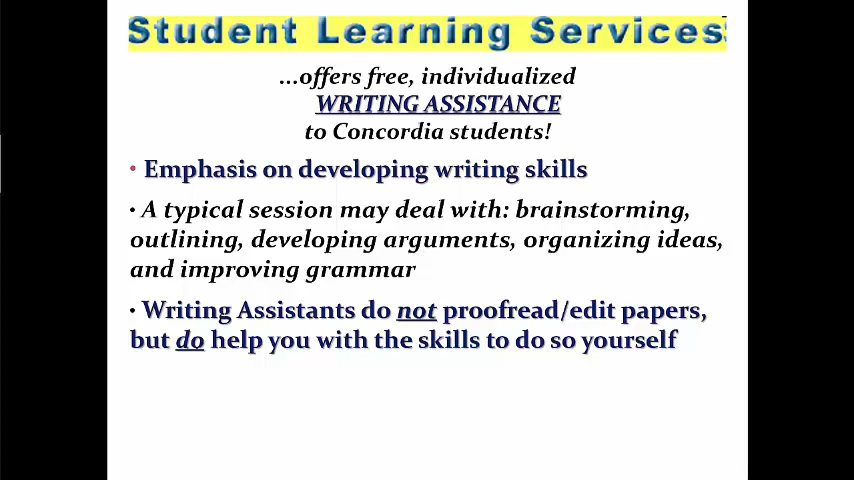 Student Learning Services
...offers free, individualized
WRITING ASSISTANCE
to Concordia students!
• Emphasis on developing writing skills
• A typical session may deal with: brainstorming,
outlining, developing arguments, organizing ideas,
and improving grammar
• Writing Assistants do not proofread/edit papers,
but do help you with the skills to do so yourself